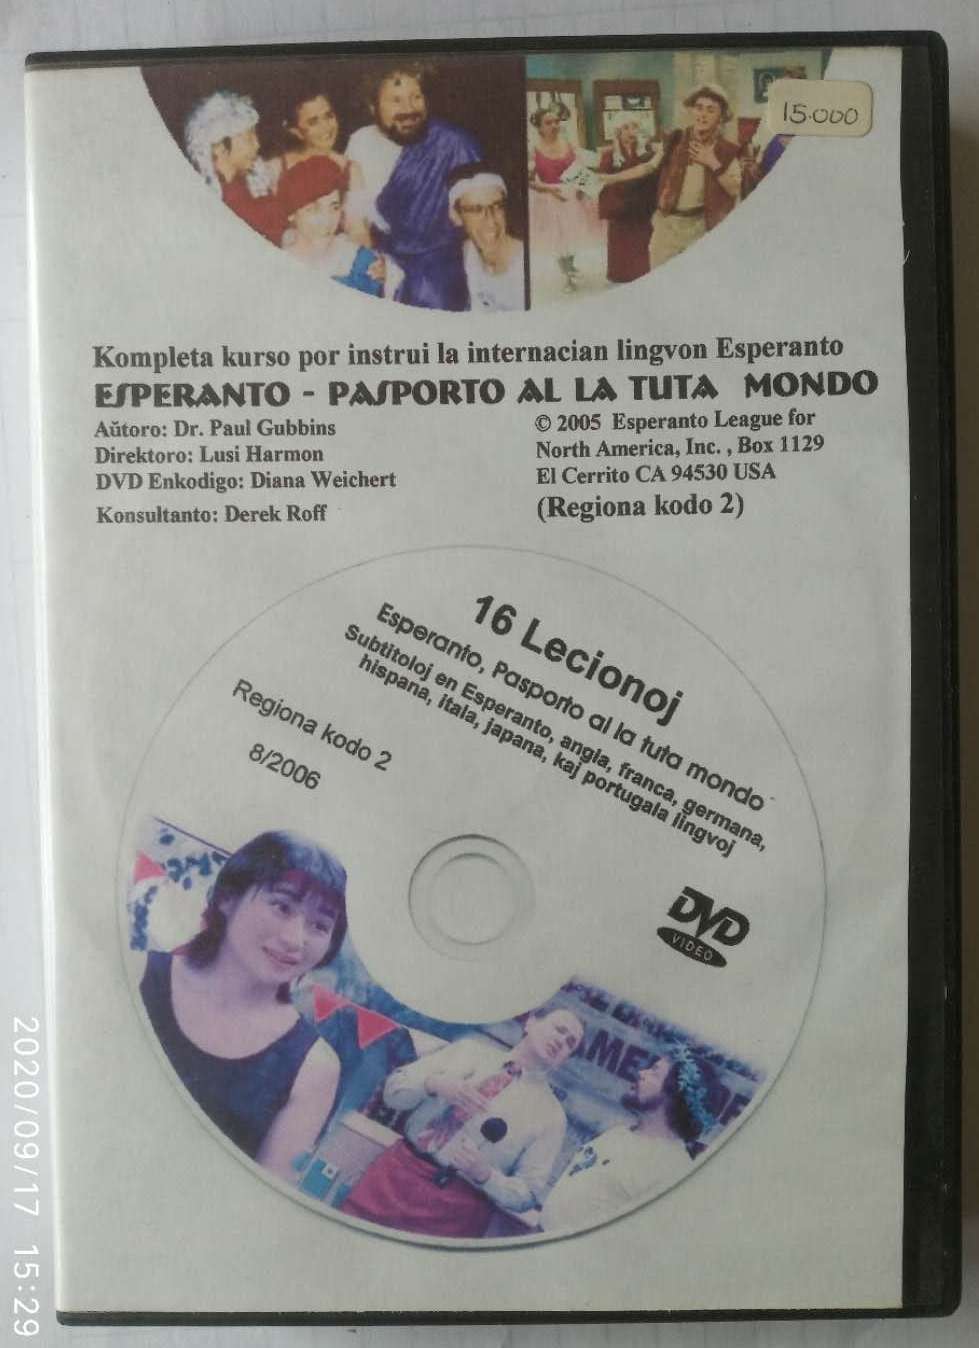 15.000
Kompleta kurso por instrui la internacian lingvon Esperanto
ESPERANTO - PASPORTO AL LA TUTA MONDO
Aŭtoro: Dr. Paul Gubbins
Direktoro: Lusi Harmon
DVD Enkodigo: Diana Weichert
Konsultanto: Derek Roff
© 2005 Esperanto League for
North America, Inc. , Box 1129
El Cerrito CA 94530 USA
(Regiona kodo 2)
16 Lecionoj
Esperanto, Pasporto al la tuta mondo
Subtitoloj en Esperanto, angla, franca, germana,
hispana, itala, japana, kaj portugala lingvoj
Regiona kodo 2
8/2006
DVD
VIDEO
2020/09/17 15:29